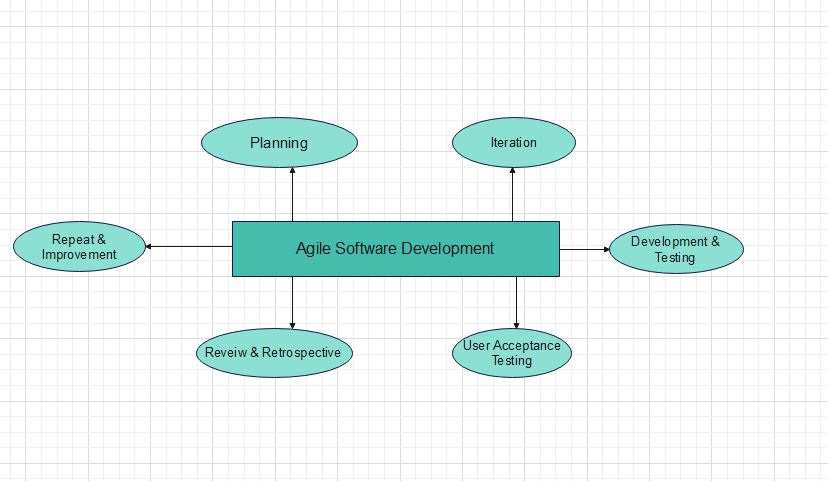 Planning
Iteration
Repeat &
Improvement
Agile Software Development
Development &
Testing
Reveiw & Retrospective
User Acceptance
Testing